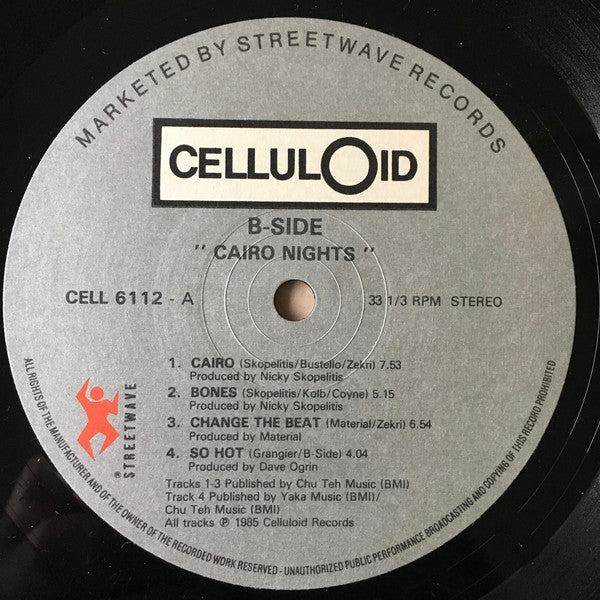 MARKETED BY STREETWAVE RECORDS
CELLULOID
B-SIDE
" CAIRO NIGHTS "
CELL 6112 - A
33 1/3 RPM STEREO
1. CAIRO (Skopelitis/Bustello/Zekri) 7.53
Produced by Nicky Skopelitis
2. BONES (Skopelitis/Kolb/Coyne) 5.15
Produced by Nicky Skopelitis
3. CHANGE THE BEAT (Material/Zekri) 6.54
Produced by Material
4. SO HOT (Grangier/B-Side) 4.04
Produced by Dave Ogrin
Tracks 1-3 Published by Chu Teh Music (BMI)
Track 4 Published by Yaka Music (BMI)/
Chu Teh Music (BMI)
All tracks ℗ 1985 Celluloid Records
® STREETWAVE
ALL RIGHTS OF THE MANUFACTURER AND OF THE OWNER OF THE RECORDED WORK RESERVED - UNAUTHORIZED PUBLIC PERFORMANCE BROADCASTING AND COPYING OF THIS RECORD PROHIBITED